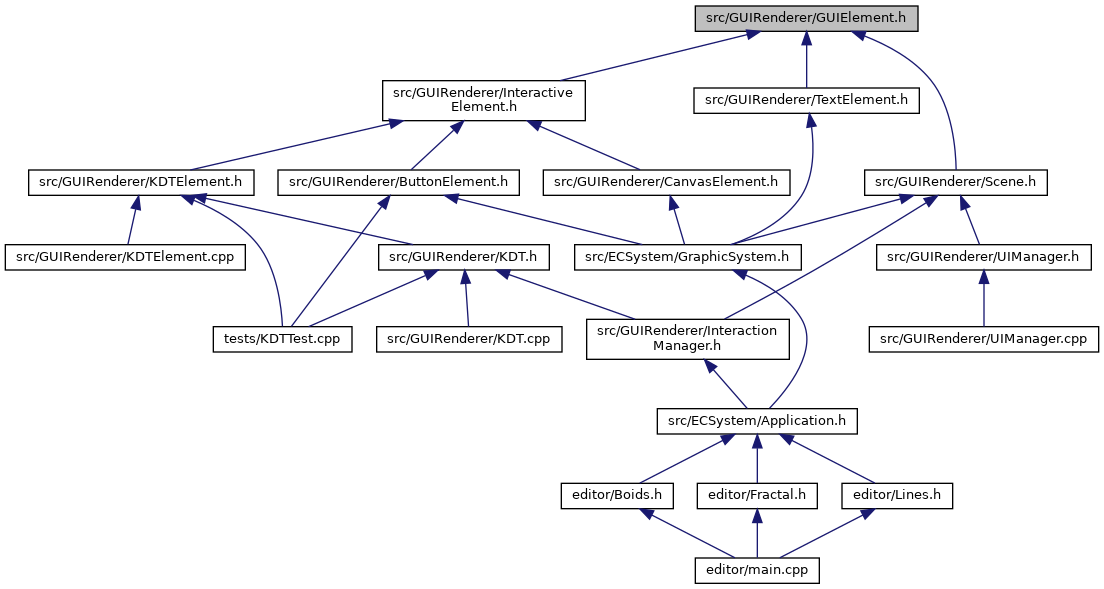 src/GUIRenderer/GUIElement.h
src/GUIRenderer/Interactive
Element.h
src/GUIRenderer/TextElement.h
src/GUIRenderer/KDTElement.h
src/GUIRenderer/ButtonElement.h
src/GUIRenderer/CanvasElement.h
src/GUIRenderer/Scene.h
src/GUIRenderer/KDTElement.cpp
src/GUIRenderer/KDT.h
src/ECSystem/GraphicSystem.h
src/GUIRenderer/UIManager.h
tests/KDTTest.cpp
src/GUIRenderer/KDT.cpp
src/GUIRenderer/Interaction
Manager.h
src/GUIRenderer/UIManager.cpp
src/ECSystem/Application.h
editor/Boids.h
editor/Fractal.h
editor/Lines.h
editor/main.cpp